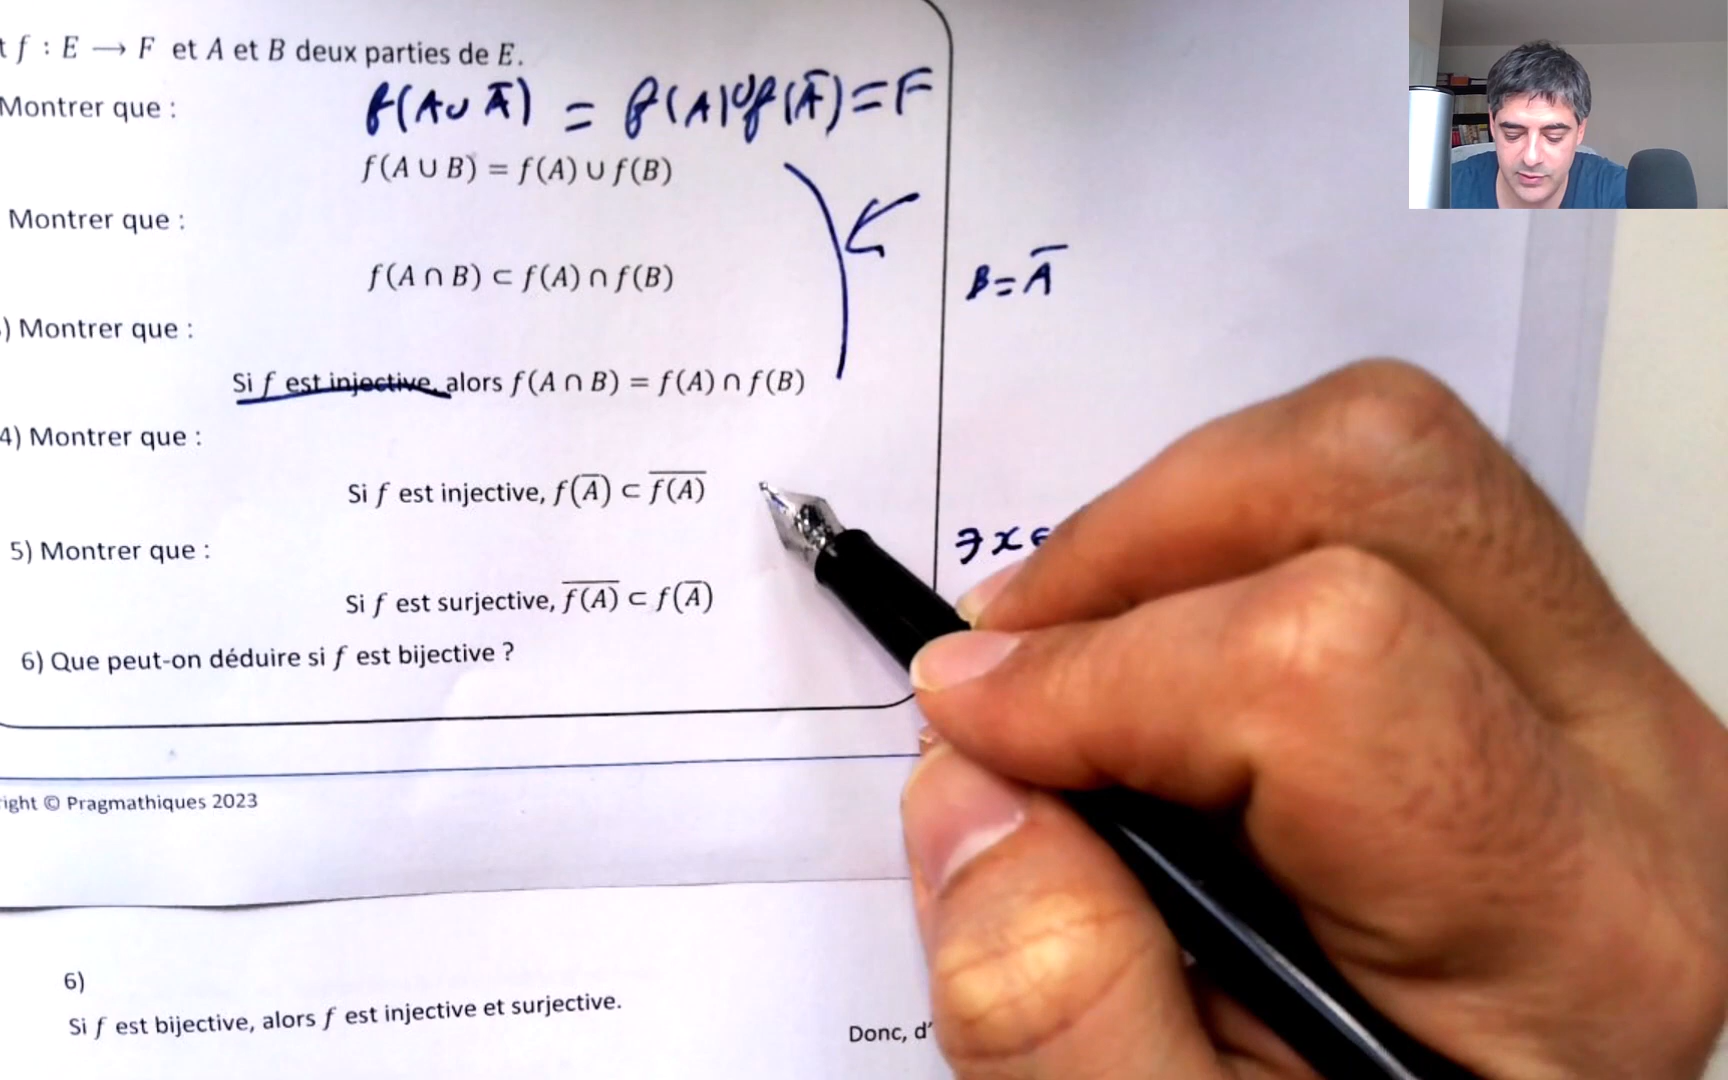 t f : E ⟶ F et A et B deux parties de E.
Montrer que :
f(A∪Ā) = f(A)∪f(Ā) = F
f(A ∪ B) = f(A) ∪ f(B)
Montrer que :
f(A ∩ B) ⊂ f(A) ∩ f(B)
B = Ā
) Montrer que :
Si f est injective, alors f(A ∩ B) = f(A) ∩ f(B)
4) Montrer que :
Si f est injective, f(A̅) ⊂ \overline{f(A)}
∃x∈
5) Montrer que :
Si f est surjective, \overline{f(A)} ⊂ f(A̅)
6) Que peut-on déduire si f est bijective ?
ight © Pragmathiques 2023
6)
Si f est bijective, alors f est injective et surjective.
Donc, d'